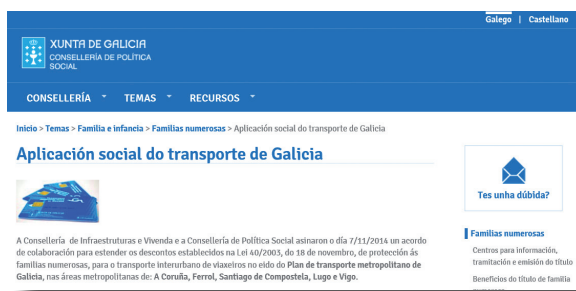 Galego | Castellano
XUNTA DE GALICIA
CONSELLERÍA DE POLÍTICA
SOCIAL
CONSELLERÍA TEMAS RECURSOS
Inicio > Temas > Familia e infancia > Familias numerosas > Aplicación social do transporte de Galicia
Aplicación social do transporte de Galicia
Tes unha dúbida?
A Consellería de Infraestruturas e Vivenda e a Consellería de Política Social asinaron o día 7/11/2014 un acordo
de colaboración para estender os descontos establecidos na Lei 40/2003, do 18 de novembro, de protección ás
familias numerosas, para o transporte interurbano de viaxeiros no eido do Plan de transporte metropolitano de
Galicia, nas áreas metropolitanas de: A Coruña, Ferrol, Santiago de Compostela, Lugo e Vigo.
Familias numerosas
Centros para información,
tramitación e emisión do título
Beneficios do título de familia